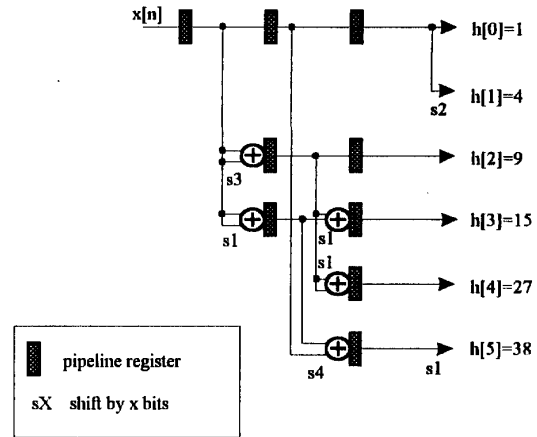 x[n]
h[0]=1
s2
h[1]=4
s3
h[2]=9
s1
s1
h[3]=15
s1
h[4]=27
s4
s1
h[5]=38
pipeline register
sX shift by x bits